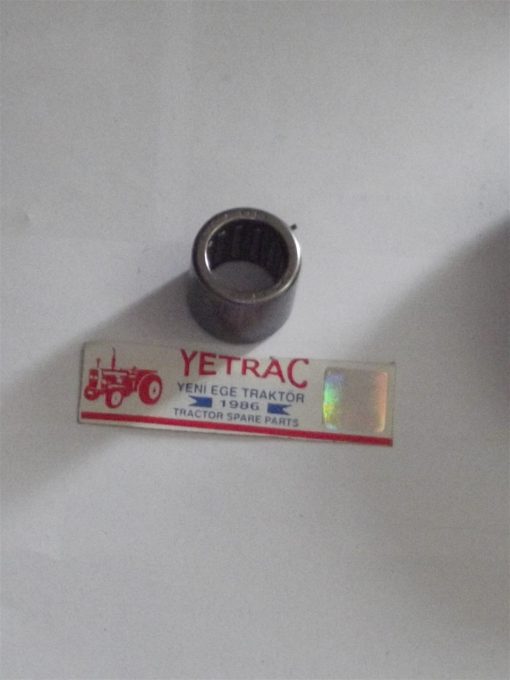 YETRAC
YENİ EGE TRAKTÖR
1986
TRACTOR SPARE PARTS